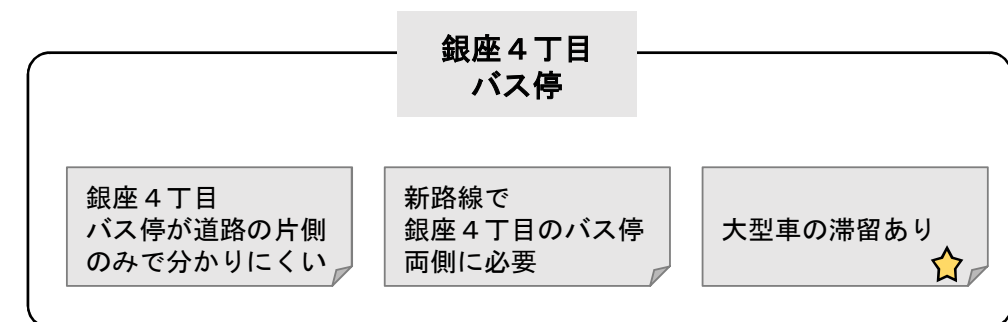 銀座４丁目
バス停
銀座４丁目
バス停が道路の片側
のみで分かりにくい
新路線で
銀座４丁目のバス停
両側に必要
大型車の滞留あり